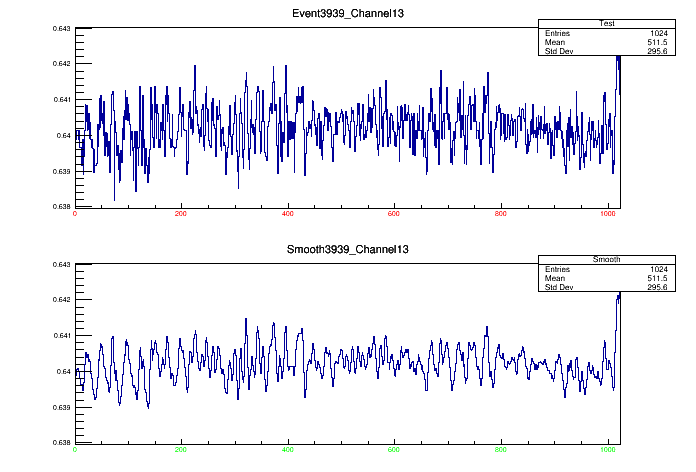 Event3939_Channel13
Test
Entries 1024
Mean 511.5
Std Dev 295.6
0.643
0.642
0.641
0.64
0.639
0.638
0 200 400 600 800 1000
Smooth3939_Channel13
Smooth
Entries 1024
Mean 511.5
Std Dev 295.6
0.643
0.642
0.641
0.64
0.639
0.638
0 200 400 600 800 1000